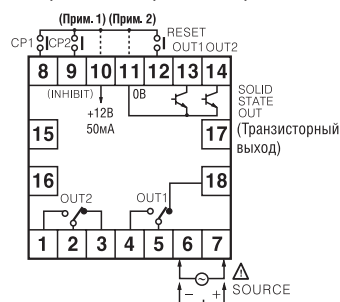 (Прим. 1) (Прим. 2)
CP1 CP2 RESET
OUT1 OUT2
8 9 10 11 12 13 14
(INHIBIT) 0В
+12В
50мА
SOLID
STATE
OUT
(Транзисторный
выход)
15 17
16 18
OUT2 OUT1
1 2 3 4 5 6 7
− +
SOURCE